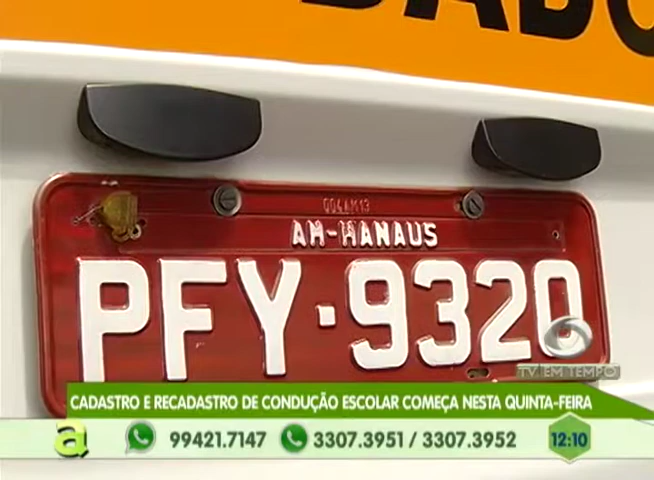 004AM13
AM-MANAUS
PFY·9320
TV EM TEMPO
CADASTRO E RECADASTRO DE CONDUÇÃO ESCOLAR COMEÇA NESTA QUINTA-FEIRA
a 99421.7147 3307.3951 / 3307.3952 12:10